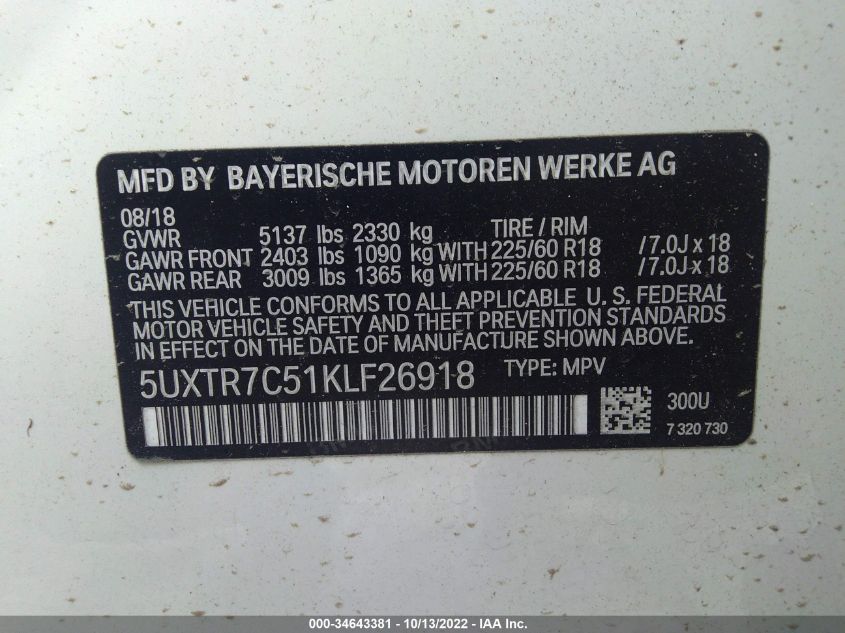 MFD BY BAYERISCHE MOTOREN WERKE AG
08/18
GVWR 5137 lbs 2330 kg TIRE / RIM
GAWR FRONT 2403 lbs 1090 kg WITH 225/60 R18 / 7.0J x 18
GAWR REAR 3009 lbs 1365 kg WITH 225/60 R18 / 7.0J x 18
THIS VEHICLE CONFORMS TO ALL APPLICABLE U. S. FEDERAL
MOTOR VEHICLE SAFETY AND THEFT PREVENTION STANDARDS
IN EFFECT ON THE DATE OF MANUFACTURE SHOWN ABOVE.
5UXTR7C51KLF26918 TYPE: MPV
300U
7 320 730
000-34643381 - 10/13/2022 - IAA Inc.